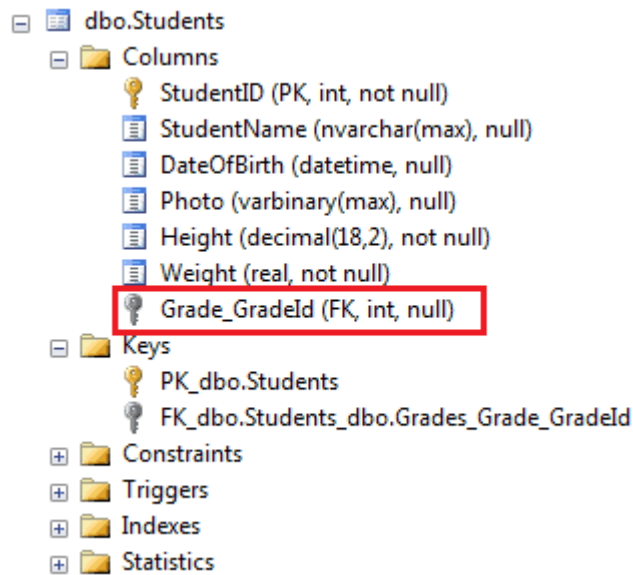 dbo.Students
Columns
StudentID (PK, int, not null)
StudentName (nvarchar(max), null)
DateOfBirth (datetime, null)
Photo (varbinary(max), null)
Height (decimal(18,2), not null)
Weight (real, not null)
Grade_GradeId (FK, int, null)
Keys
PK_dbo.Students
FK_dbo.Students_dbo.Grades_Grade_GradeId
Constraints
Triggers
Indexes
Statistics